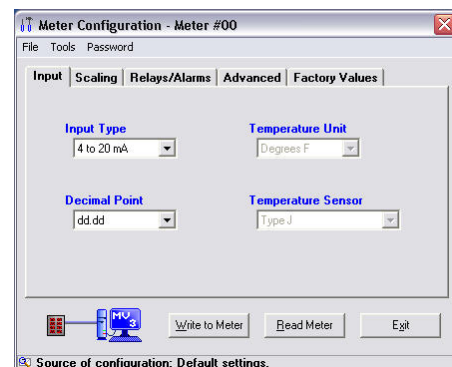 Meter Configuration - Meter #00
File Tools Password
Input Scaling Relays/Alarms Advanced Factory Values
Input Type Temperature Unit
4 to 20 mA Degrees F
Decimal Point Temperature Sensor
dd.dd Type J
MV 3 Write to Meter Read Meter Exit
Source of configuration: Default settings.